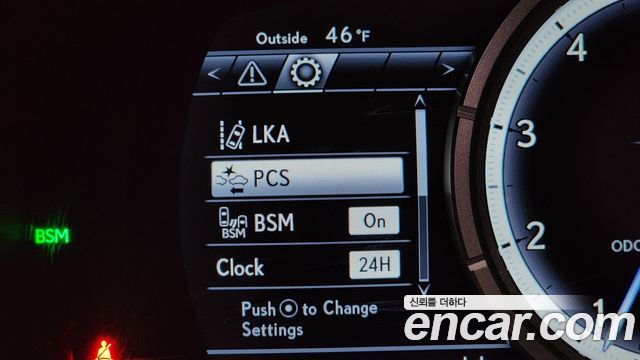 Outside 46°F
LKA
PCS
BSM
BSM On
Clock 24H
Push to Change
Settings
BSM
4
3
2
1
ODO
신뢰를 더하다
encar.com